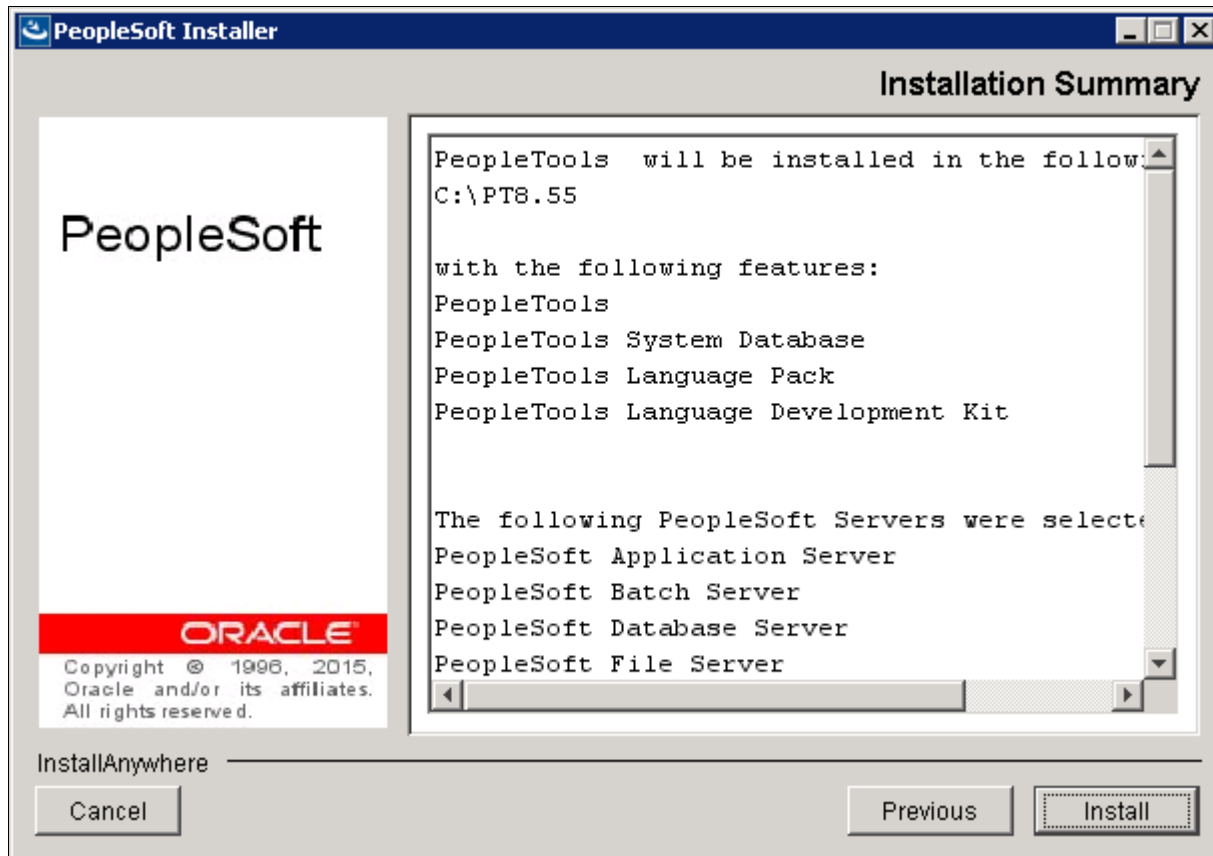 PeopleSoft Installer
Installation Summary
PeopleSoft
ORACLE
Copyright © 1996, 2015,
Oracle and/or its affiliates.
All rights reserved.
PeopleTools  will be installed in the
C:\PT8.55
with the following features:
PeopleTools
PeopleTools System Database
PeopleTools Language Pack
PeopleTools Language Development Kit
The following PeopleSoft Servers were
PeopleSoft Application Server
PeopleSoft Batch Server
PeopleSoft Database Server
PeopleSoft File Server
InstallAnywhere
Cancel
Previous
Install